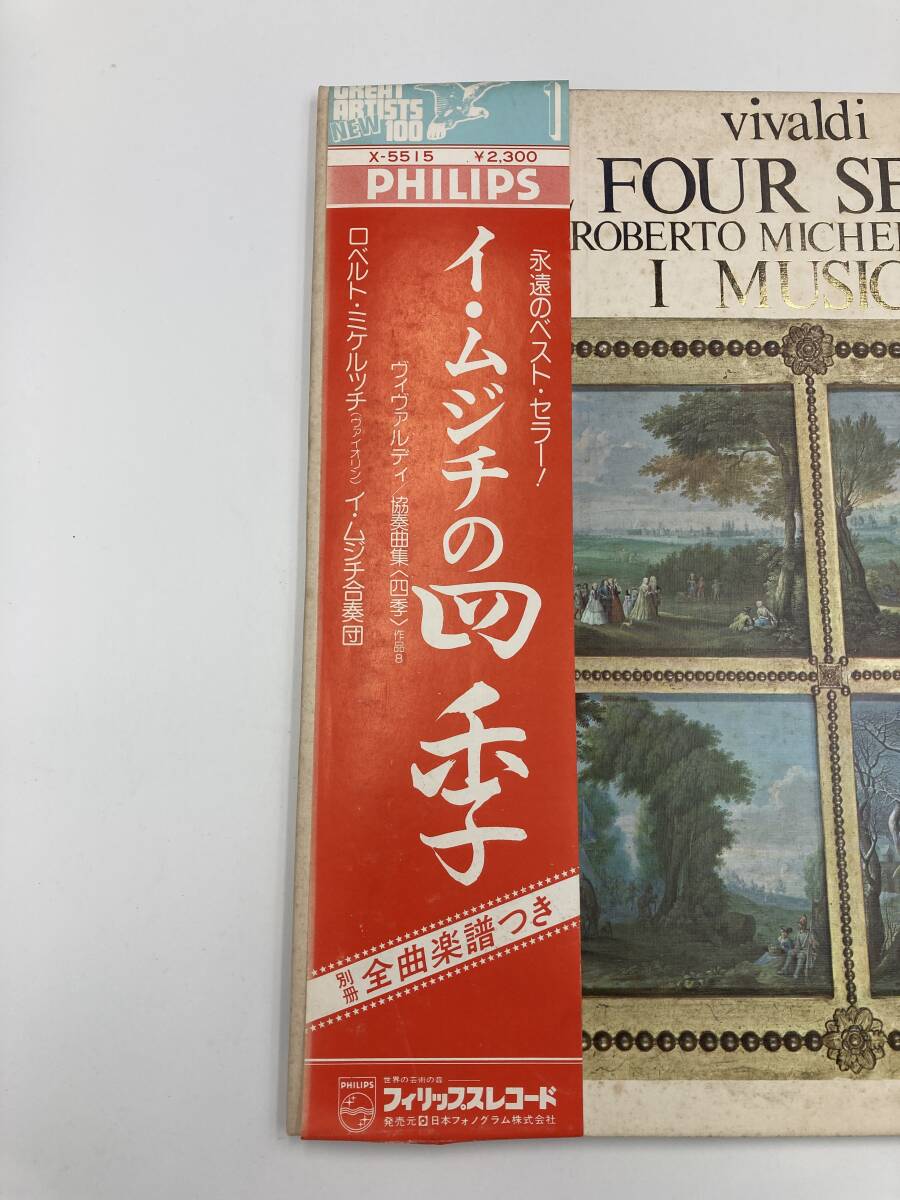 GREAT
ARTISTS
NEW 100
1
X-5515 ¥2,300
PHILIPS
永遠のベスト・セラー!
イ・ムジチの四季
ヴィヴァルディ/協奏曲集〈四季〉作品8
ロベルト・ミケルッチ(ヴァイオリン)イ・ムジチ合奏団
別冊 全曲楽譜つき
PHILIPS
世界の芸術の音
フィリップスレコード
発売元 日本フォノグラム株式会社
vivaldi
FOUR SE
ROBERTO MICHE
I MUSIC